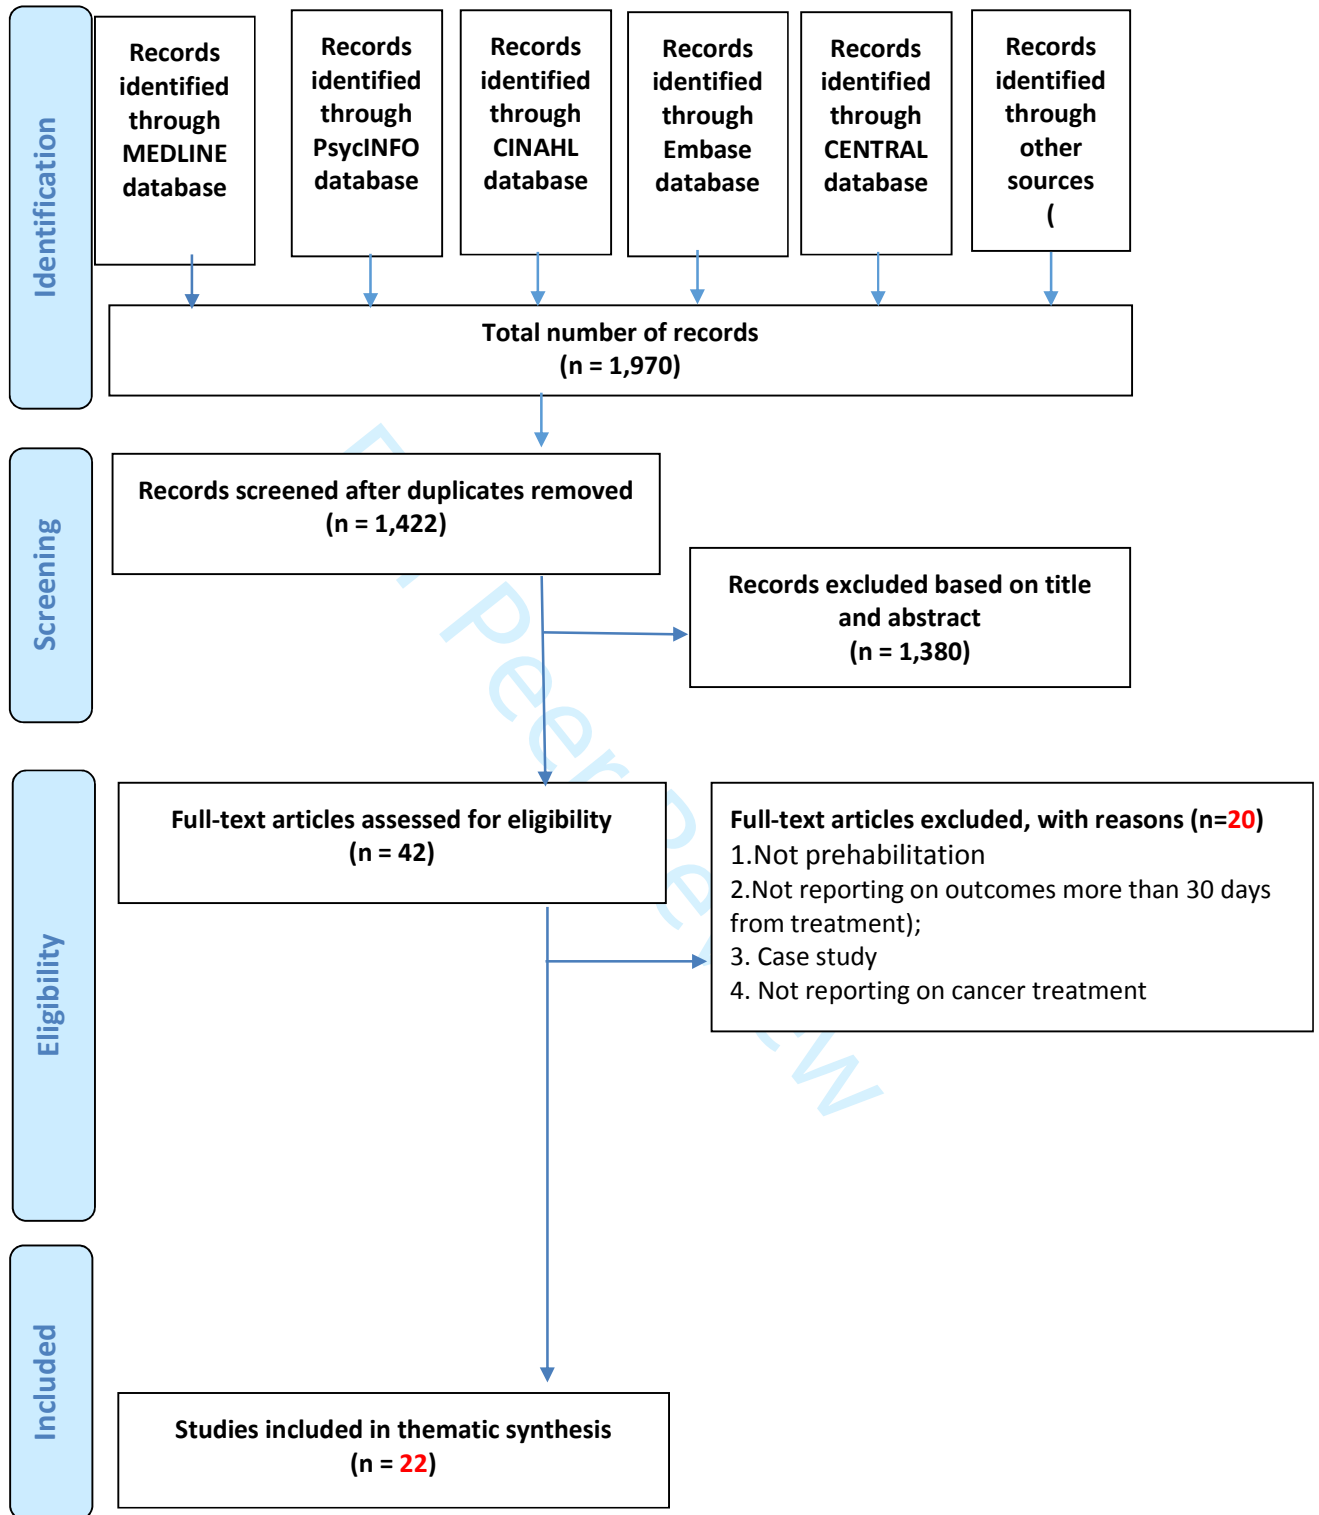 Identification
Records
identified
through
MEDLINE
database
Records
identified
through
PsycINFO
database
Records
identified
through
CINAHL
database
Records
identified
through
Embase
database
Records
identified
through
CENTRAL
database
Records
identified
through
other
sources
(
Total number of records
(n = 1,970)
Screening
Records screened after duplicates removed
(n = 1,422)
Records excluded based on title
and abstract
(n = 1,380)
Eligibility
Full-text articles assessed for eligibility
(n = 42)
Full-text articles excluded, with reasons (n=20)
1.Not prehabilitation
2.Not reporting on outcomes more than 30 days
from treatment);
3. Case study
4. Not reporting on cancer treatment
Included
Studies included in thematic synthesis
(n = 22)
Peer Review